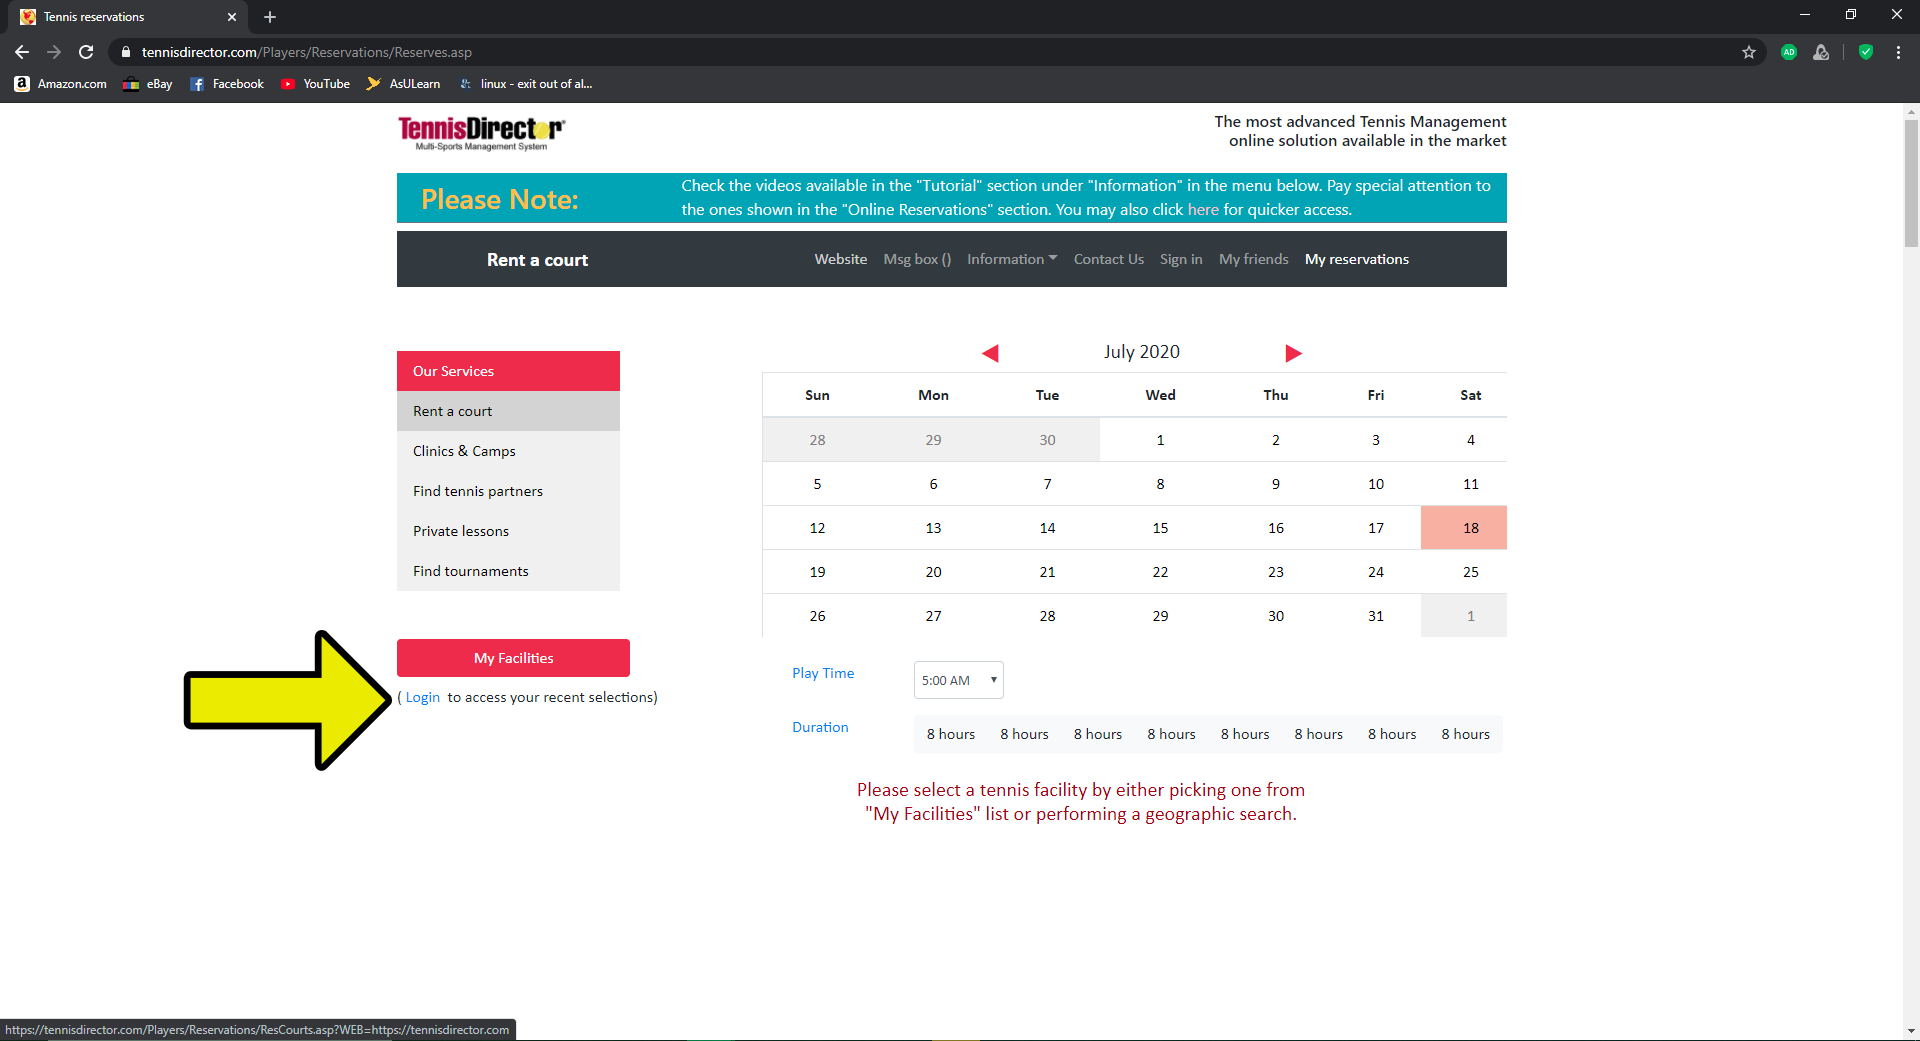 Tennis reservations
tennisdirector.com/Players/Reservations/Reserves.asp
Amazon.com eBay Facebook YouTube AsULearn linux - exit out of al...
TennisDirector
Multi-Sports Management System
The most advanced Tennis Management
online solution available in the market
Please Note:
Check the videos available in the "Tutorial" section under "Information" in the menu below. Pay special attention to
the ones shown in the "Online Reservations" section. You may also click here for quicker access.
Rent a court Website Msg box () Information Contact Us Sign in My friends My reservations
Our Services
Rent a court
Clinics & Camps
Find tennis partners
Private lessons
Find tournaments
My Facilities
( Login to access your recent selections)
July 2020
Sun Mon Tue Wed Thu Fri Sat
28 29 30 1 2 3 4
5 6 7 8 9 10 11
12 13 14 15 16 17 18
19 20 21 22 23 24 25
26 27 28 29 30 31 1
Play Time 5:00 AM
Duration 8 hours 8 hours 8 hours 8 hours 8 hours 8 hours 8 hours 8 hours
Please select a tennis facility by either picking one from
"My Facilities" list or performing a geographic search.
https://tennisdirector.com/Players/Reservations/ResCourts.asp?WEB=https://tennisdirector.com